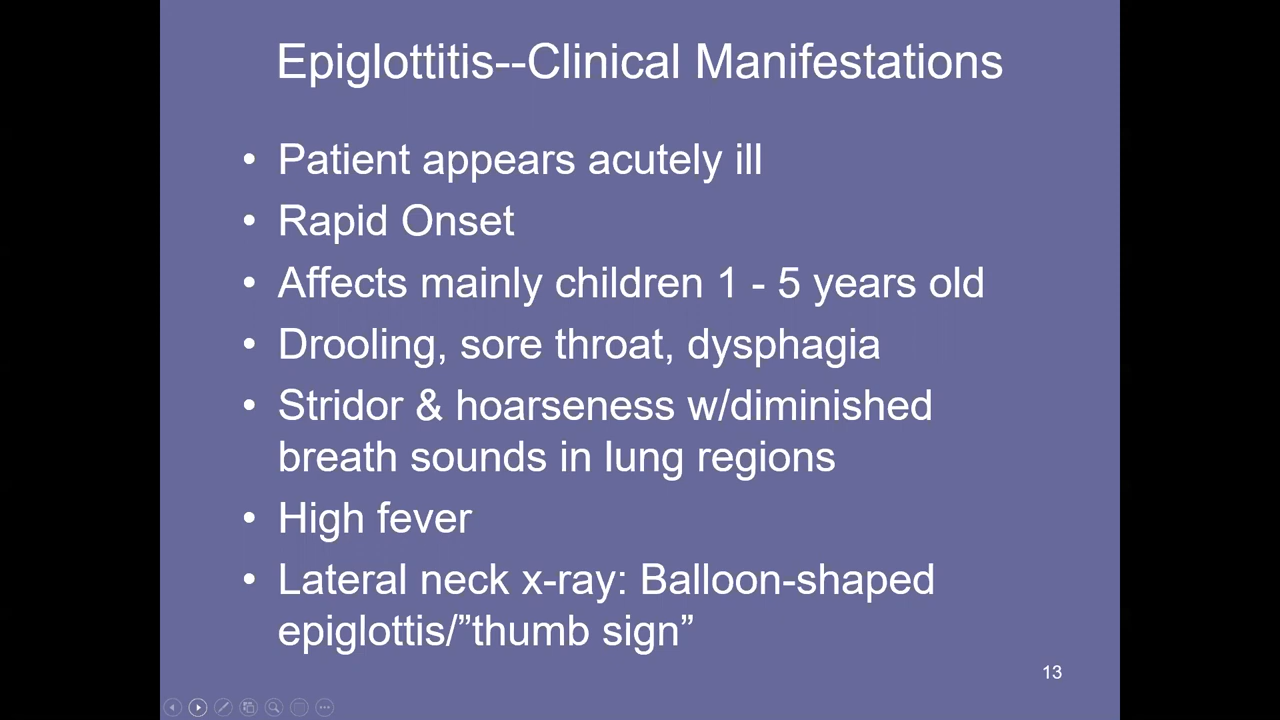 Epiglottitis--Clinical Manifestations
• Patient appears acutely ill
• Rapid Onset
• Affects mainly children 1 - 5 years old
• Drooling, sore throat, dysphagia
• Stridor & hoarseness w/diminished
breath sounds in lung regions
• High fever
• Lateral neck x-ray: Balloon-shaped
epiglottis/”thumb sign”
13